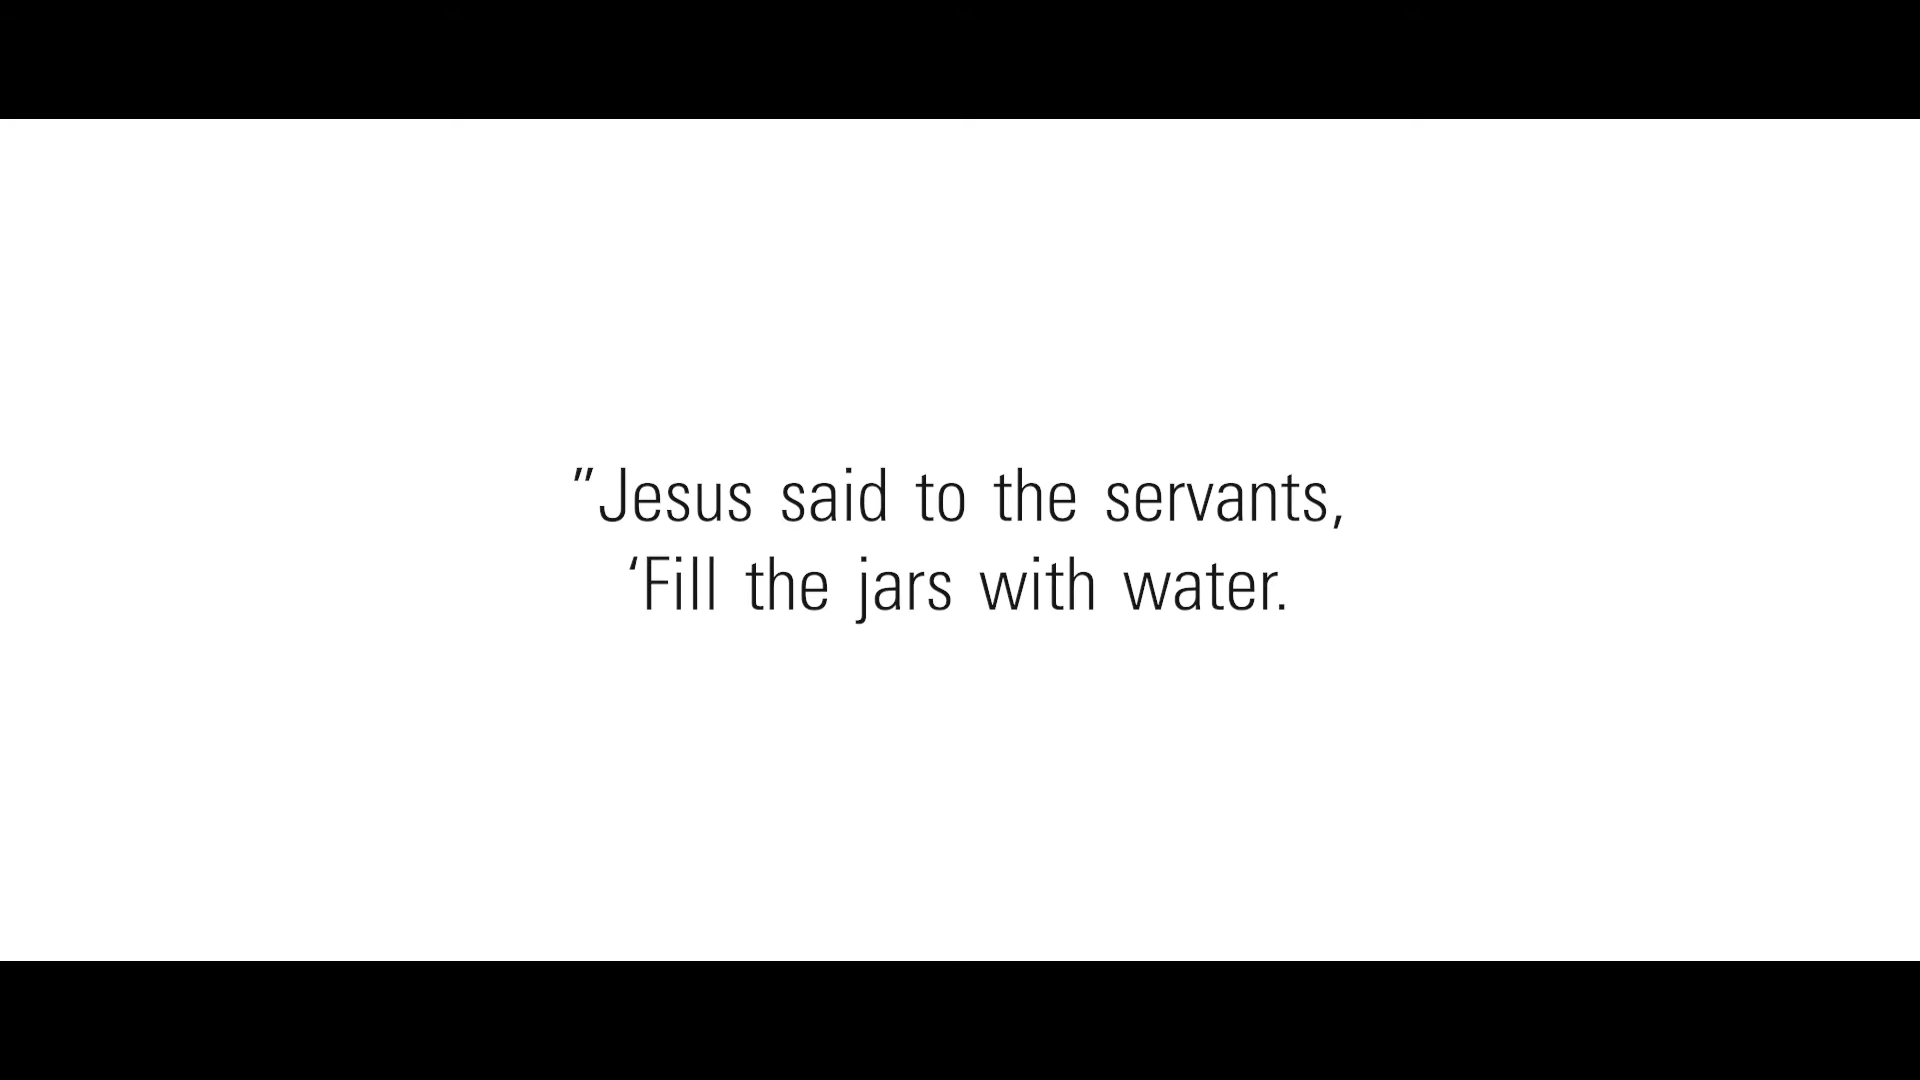 ”Jesus said to the servants,
‘Fill the jars with water.